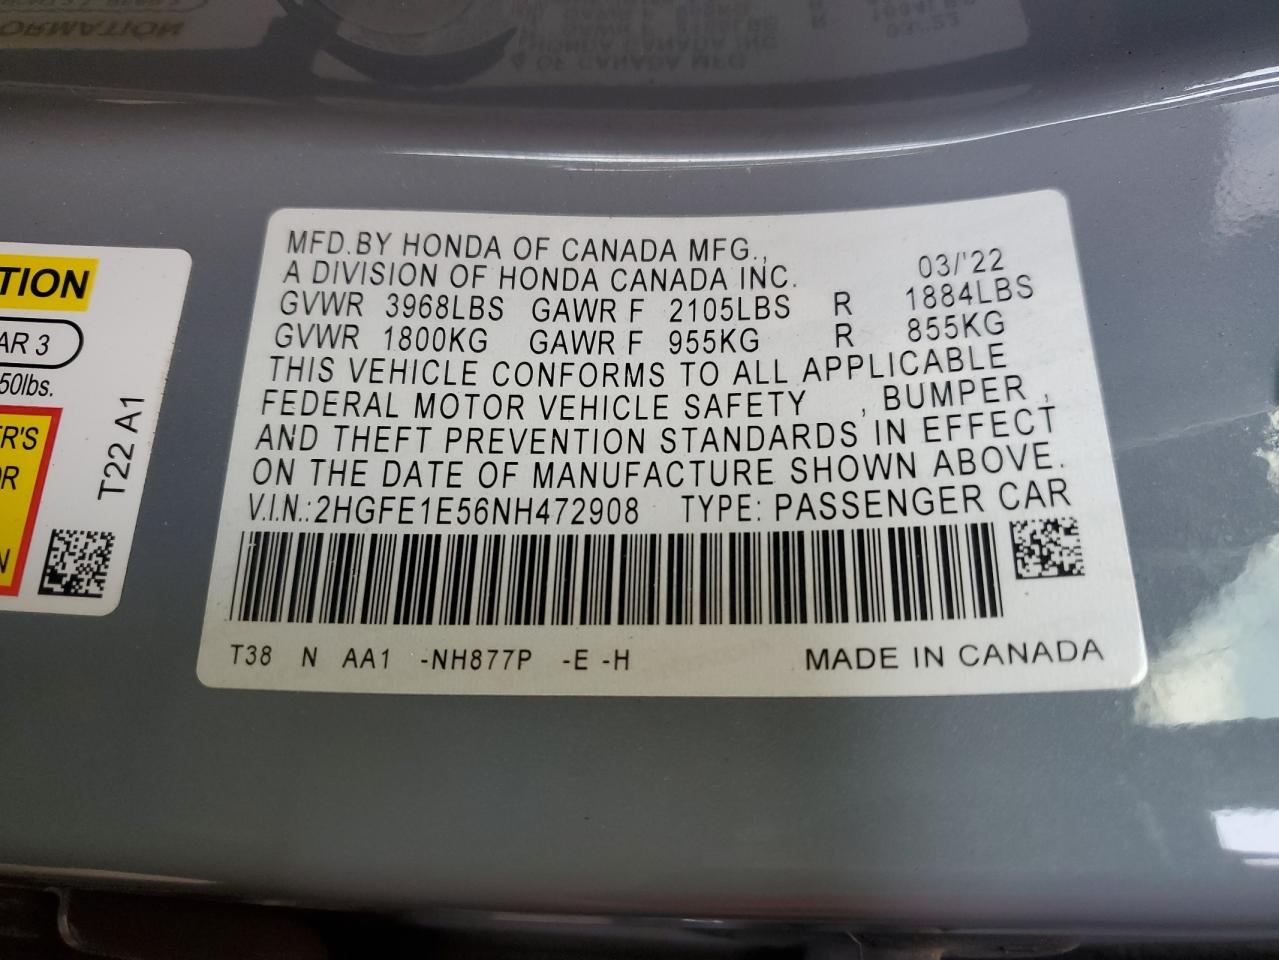 MFD.BY HONDA OF CANADA MFG.,
A DIVISION OF HONDA CANADA INC. 03/'22
GVWR 3968LBS GAWR F 2105LBS R 1884LBS
GVWR 1800KG GAWR F 955KG R 855KG
THIS VEHICLE CONFORMS TO ALL APPLICABLE
FEDERAL MOTOR VEHICLE SAFETY , BUMPER ,
AND THEFT PREVENTION STANDARDS IN EFFECT
ON THE DATE OF MANUFACTURE SHOWN ABOVE.
V.I.N.:2HGFE1E56NH472908 TYPE: PASSENGER CAR
T38 N AA1 -NH877P -E -H MADE IN CANADA
TION
AR 3
50lbs.
ER'S
OR
N
T22 A1